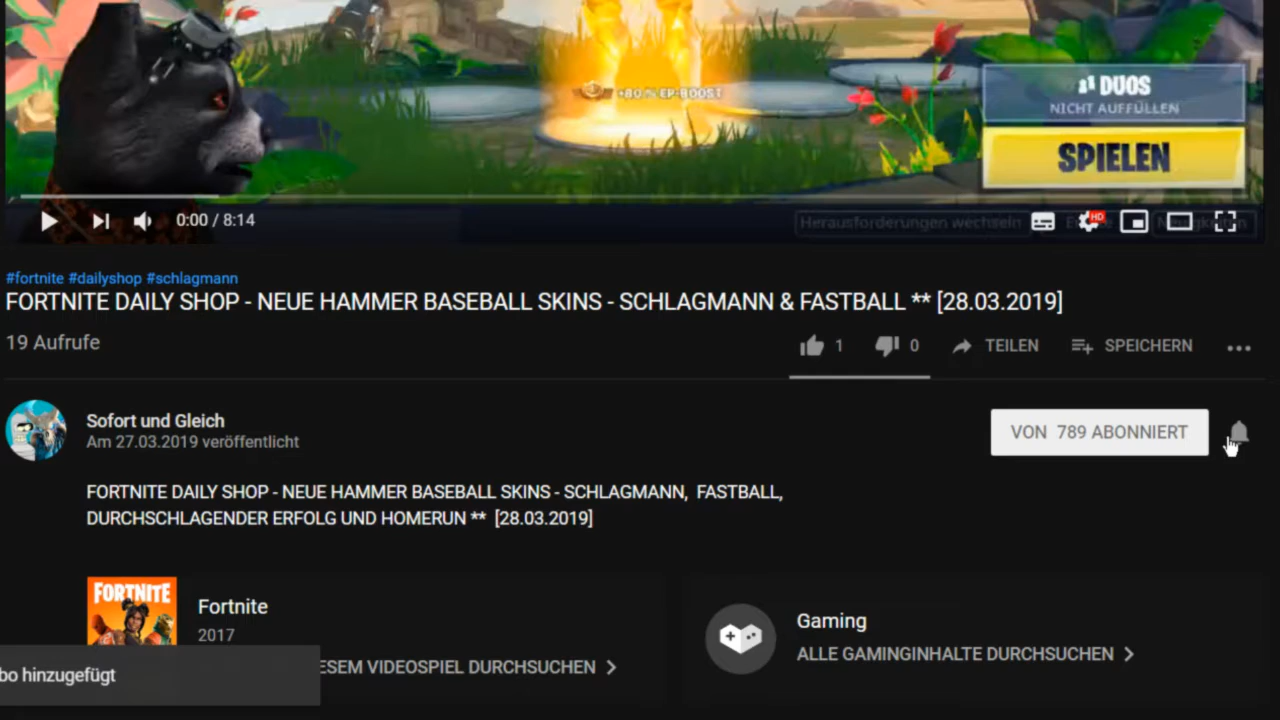 +80 % EP-BOOST
DUOS
NICHT AUFFÜLLEN
SPIELEN
0:00 / 8:14
Herausforderungen wechseln
HD
#fortnite #dailyshop #schlagmann
FORTNITE DAILY SHOP - NEUE HAMMER BASEBALL SKINS - SCHLAGMANN & FASTBALL ** [28.03.2019]
19 Aufrufe
1
0
TEILEN
SPEICHERN
Sofort und Gleich
VON 789 ABONNIERT
Am 27.03.2019 veröffentlicht
FORTNITE DAILY SHOP - NEUE HAMMER BASEBALL SKINS - SCHLAGMANN, FASTBALL,
DURCHSCHLAGENDER ERFOLG UND HOMERUN ** [28.03.2019]
FORTNITE
Fortnite
2017
ESEM VIDEOSPIEL DURCHSUCHEN
Gaming
ALLE GAMINGINHALTE DURCHSUCHEN
bo hinzugefügt